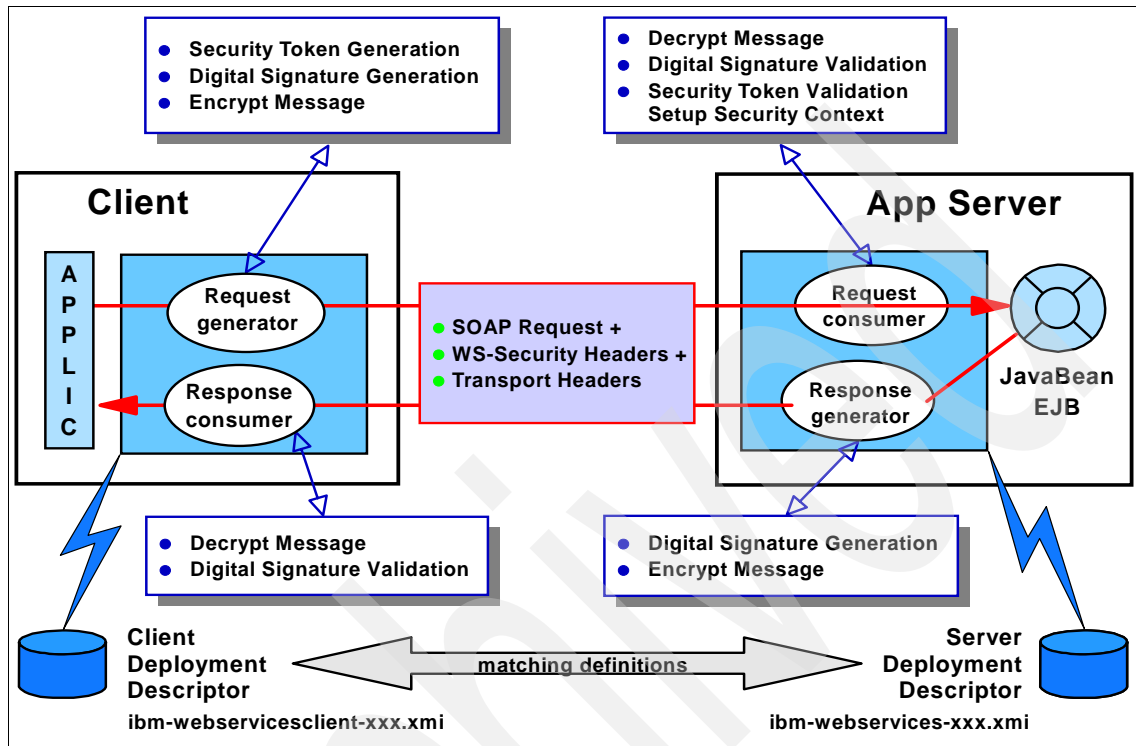 Security Token Generation
Digital Signature Generation
Encrypt Message
Decrypt Message
Digital Signature Validation
Security Token Validation
Setup Security Context
Client
App Server
APPLIC
Request
generator
Response
consumer
SOAP Request +
WS-Security Headers +
Transport Headers
Request
consumer
Response
generator
JavaBean
EJB
Decrypt Message
Digital Signature Validation
Digital Signature Generation
Encrypt Message
Client
Deployment
Descriptor
ibm-webservicesclient-xxx.xmi
matching definitions
Server
Deployment
Descriptor
ibm-webservices-xxx.xmi